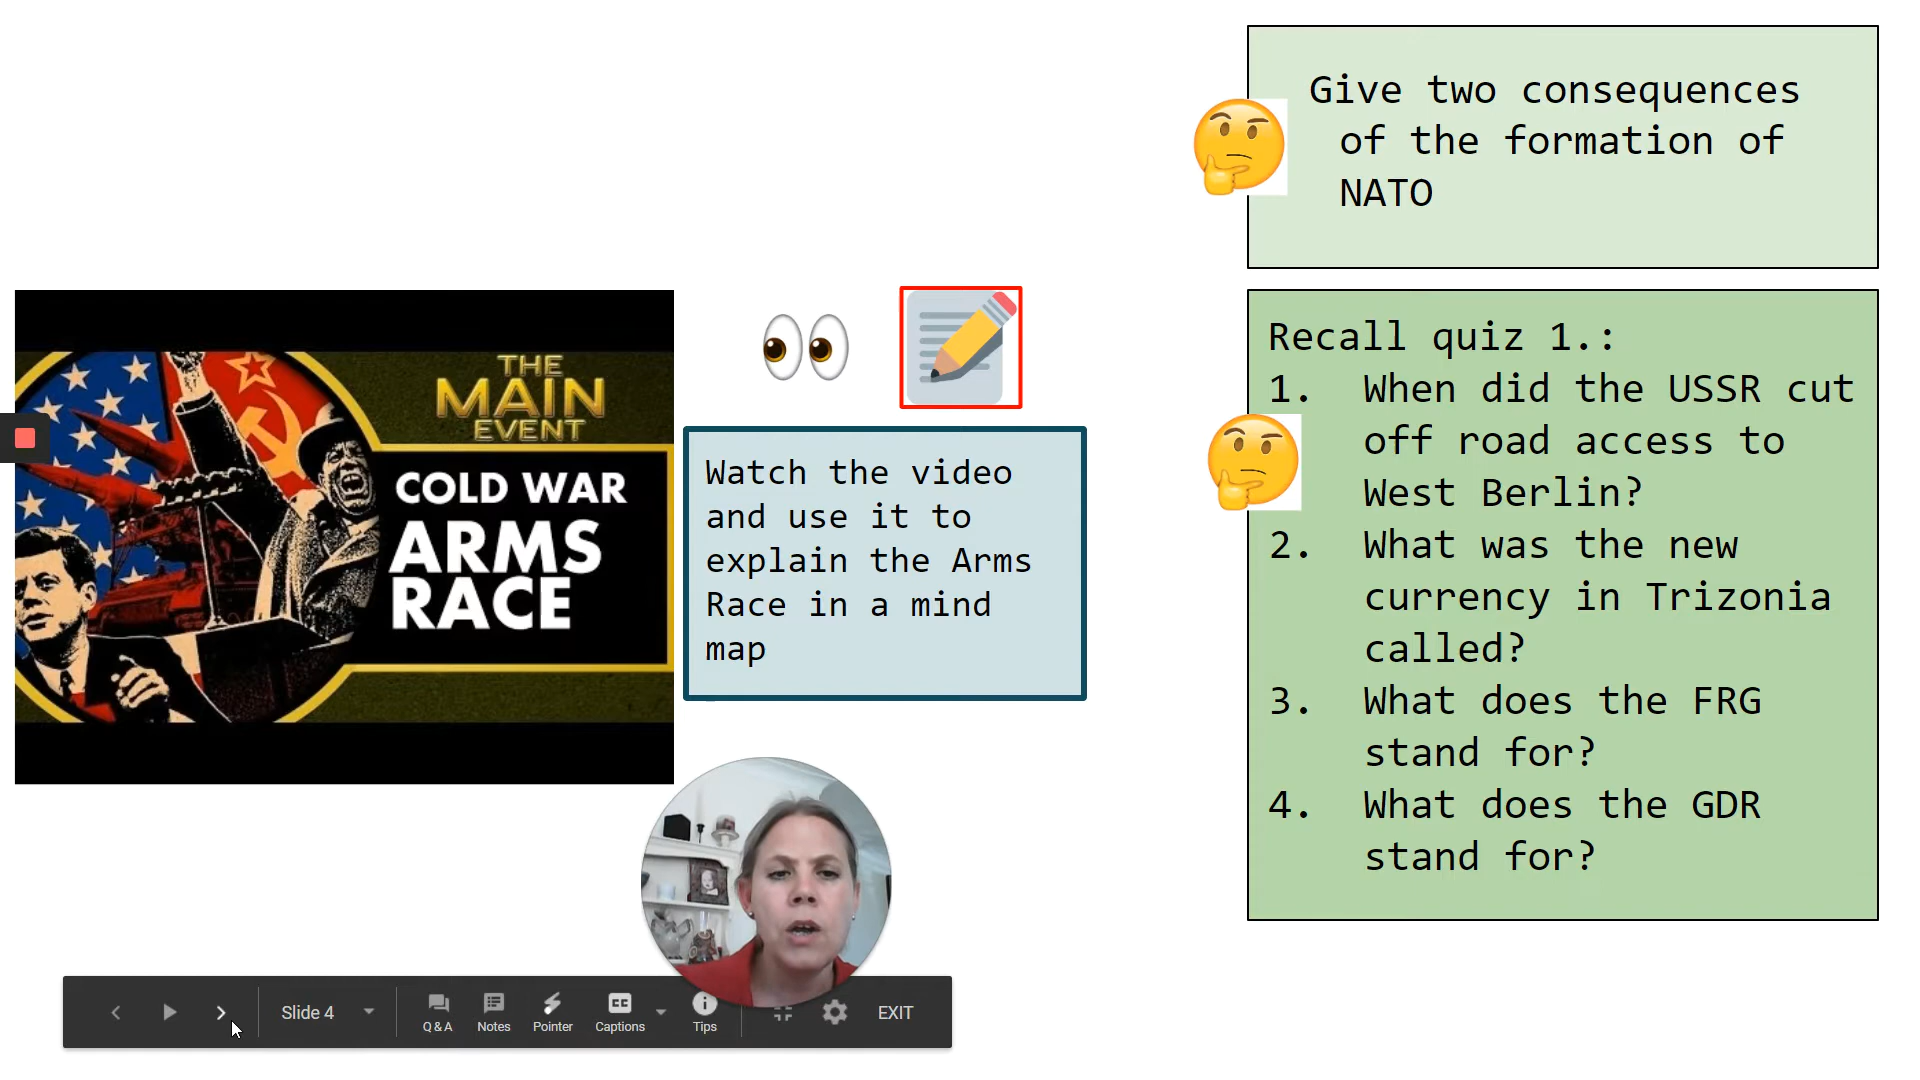 Give two consequences
of the formation of
NATO
THE
MAIN
EVENT
COLD WAR
ARMS
RACE
Watch the video
and use it to
explain the Arms
Race in a mind
map
Recall quiz 1.:
1. When did the USSR cut
off road access to
West Berlin?
2. What was the new
currency in Trizonia
called?
3. What does the FRG
stand for?
4. What does the GDR
stand for?
Slide 4
Q & A
Notes
Pointer
CC
Captions
Tips
EXIT